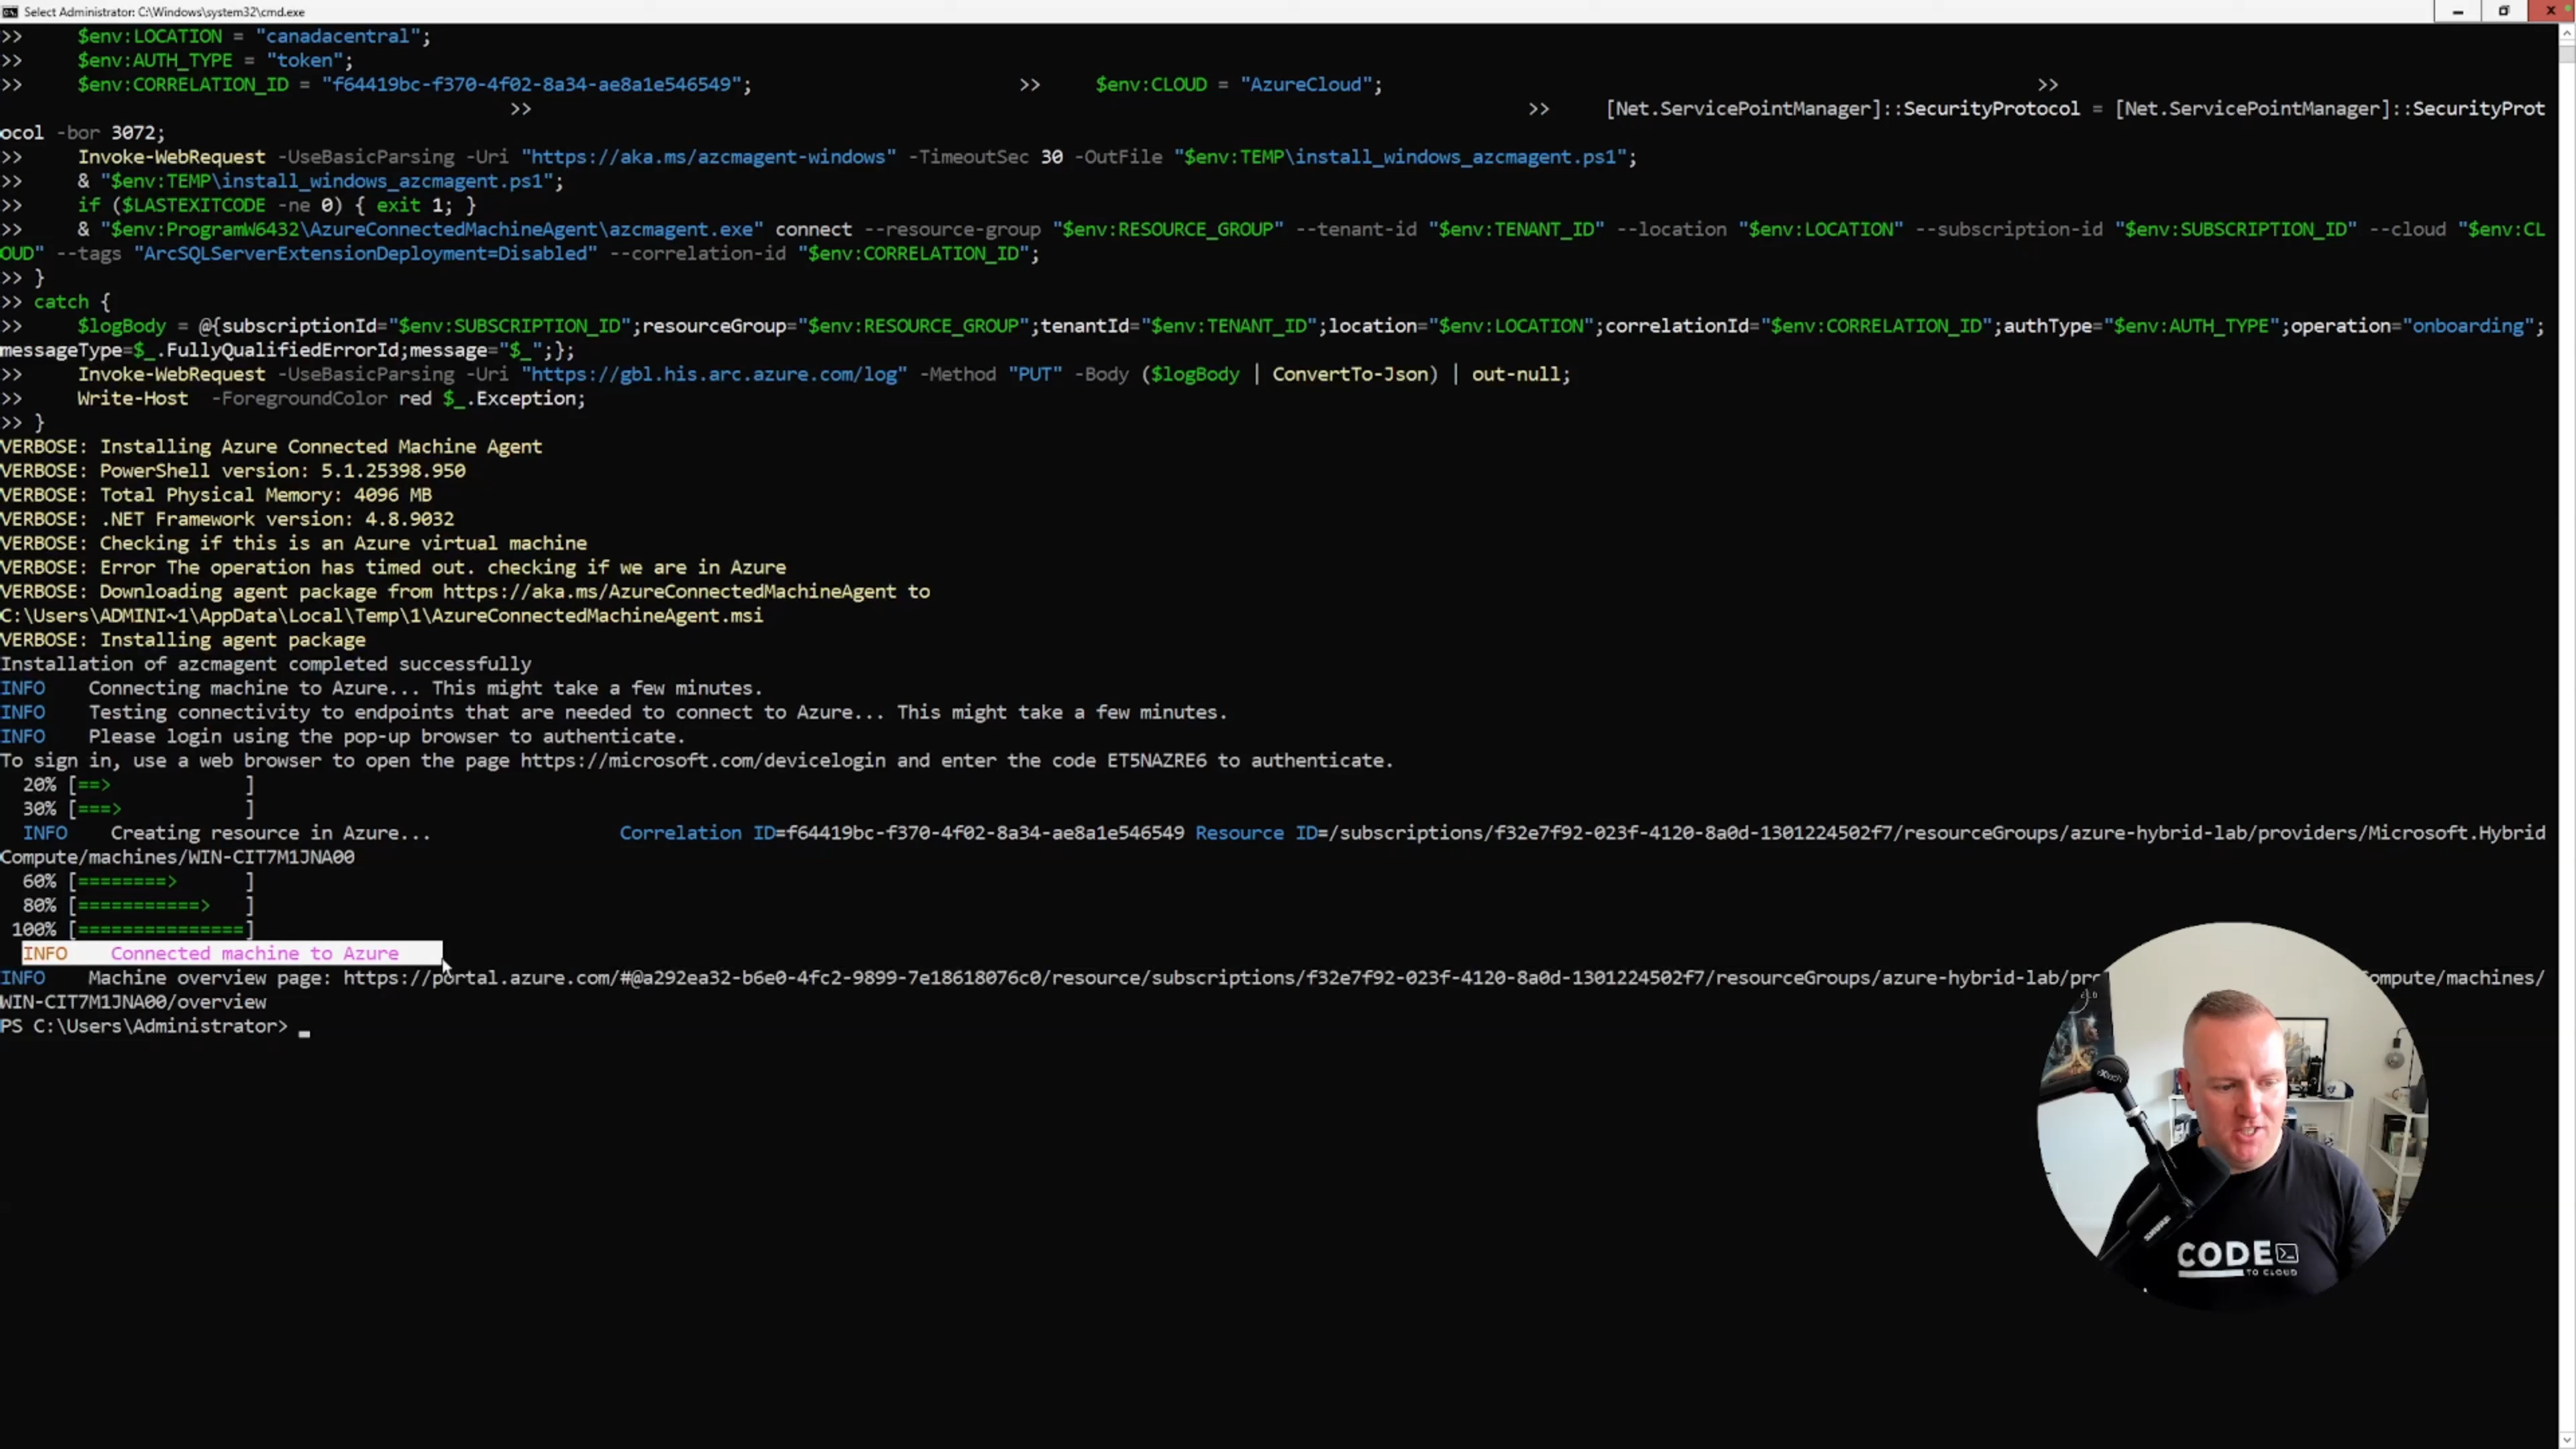 Select Administrator: C:\Windows\system32\cmd.exe
>>     $env:LOCATION = "canadacentral";
>>     $env:AUTH_TYPE = "token";
>>     $env:CORRELATION_ID = "f64419bc-f370-4f02-8a34-ae8a1e546549";                         >>     $env:CLOUD = "AzureCloud";                         >>
>>                         >>     [Net.ServicePointManager]::SecurityProtocol = [Net.ServicePointManager]::SecurityProt
ocol -bor 3072;
>>     Invoke-WebRequest -UseBasicParsing -Uri "https://aka.ms/azcmagent-windows" -TimeoutSec 30 -OutFile "$env:TEMP\install_windows_azcmagent.ps1";
>>     & "$env:TEMP\install_windows_azcmagent.ps1";
>>     if ($LASTEXITCODE -ne 0) { exit 1; }
>>     & "$env:ProgramW6432\AzureConnectedMachineAgent\azcmagent.exe" connect --resource-group "$env:RESOURCE_GROUP" --tenant-id "$env:TENANT_ID" --location "$env:LOCATION" --subscription-id "$env:SUBSCRIPTION_ID" --cloud "$env:CL
OUD" --tags "ArcSQLServerExtensionDeployment=Disabled" --correlation-id "$env:CORRELATION_ID";
>> }
>> catch {
>>     $logBody = @{subscriptionId="$env:SUBSCRIPTION_ID";resourceGroup="$env:RESOURCE_GROUP";tenantId="$env:TENANT_ID";location="$env:LOCATION";correlationId="$env:CORRELATION_ID";authType="$env:AUTH_TYPE";operation="onboarding";
messageType=$_.FullyQualifiedErrorId;message="$_";};
>>     Invoke-WebRequest -UseBasicParsing -Uri "https://gbl.his.arc.azure.com/log" -Method "PUT" -Body ($logBody | ConvertTo-Json) | out-null;
>>     Write-Host  -ForegroundColor red $_.Exception;
>> }
VERBOSE: Installing Azure Connected Machine Agent
VERBOSE: PowerShell version: 5.1.25398.950
VERBOSE: Total Physical Memory: 4096 MB
VERBOSE: .NET Framework version: 4.8.9032
VERBOSE: Checking if this is an Azure virtual machine
VERBOSE: Error The operation has timed out. checking if we are in Azure
VERBOSE: Downloading agent package from https://aka.ms/AzureConnectedMachineAgent to
C:\Users\ADMINI~1\AppData\Local\Temp\1\AzureConnectedMachineAgent.msi
VERBOSE: Installing agent package
Installation of azcmagent completed successfully
INFO    Connecting machine to Azure... This might take a few minutes.
INFO    Testing connectivity to endpoints that are needed to connect to Azure... This might take a few minutes.
INFO    Please login using the pop-up browser to authenticate.
To sign in, use a web browser to open the page https://microsoft.com/devicelogin and enter the code ET5NAZRE6 to authenticate.
20% [==>            ]
30% [===>           ]
INFO    Creating resource in Azure...                 Correlation ID=f64419bc-f370-4f02-8a34-ae8a1e546549 Resource ID=/subscriptions/f32e7f92-023f-4120-8a0d-1301224502f7/resourceGroups/azure-hybrid-lab/providers/Microsoft.Hybrid
Compute/machines/WIN-CIT7M1JNA00
60% [========>      ]
80% [===========>   ]
100% [===============]
INFO    Connected machine to Azure
INFO    Machine overview page: https://portal.azure.com/#@a292ea32-b6e0-4fc2-9899-7e18618076c0/resource/subscriptions/f32e7f92-023f-4120-8a0d-1301224502f7/resourceGroups/azure-hybrid-lab/pr ompute/machines/
WIN-CIT7M1JNA00/overview
PS C:\Users\Administrator> _
CODE >_
TO CLOUD